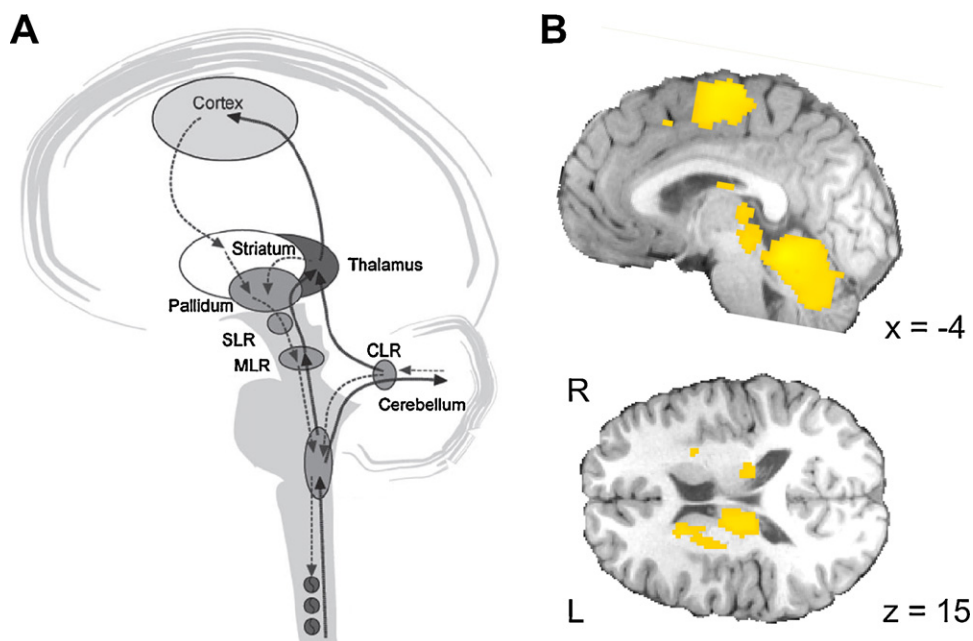 A
Cortex
Striatum
Thalamus
Pallidum
SLR
MLR
CLR
Cerebellum
B
x = -4
R
L
z = 15